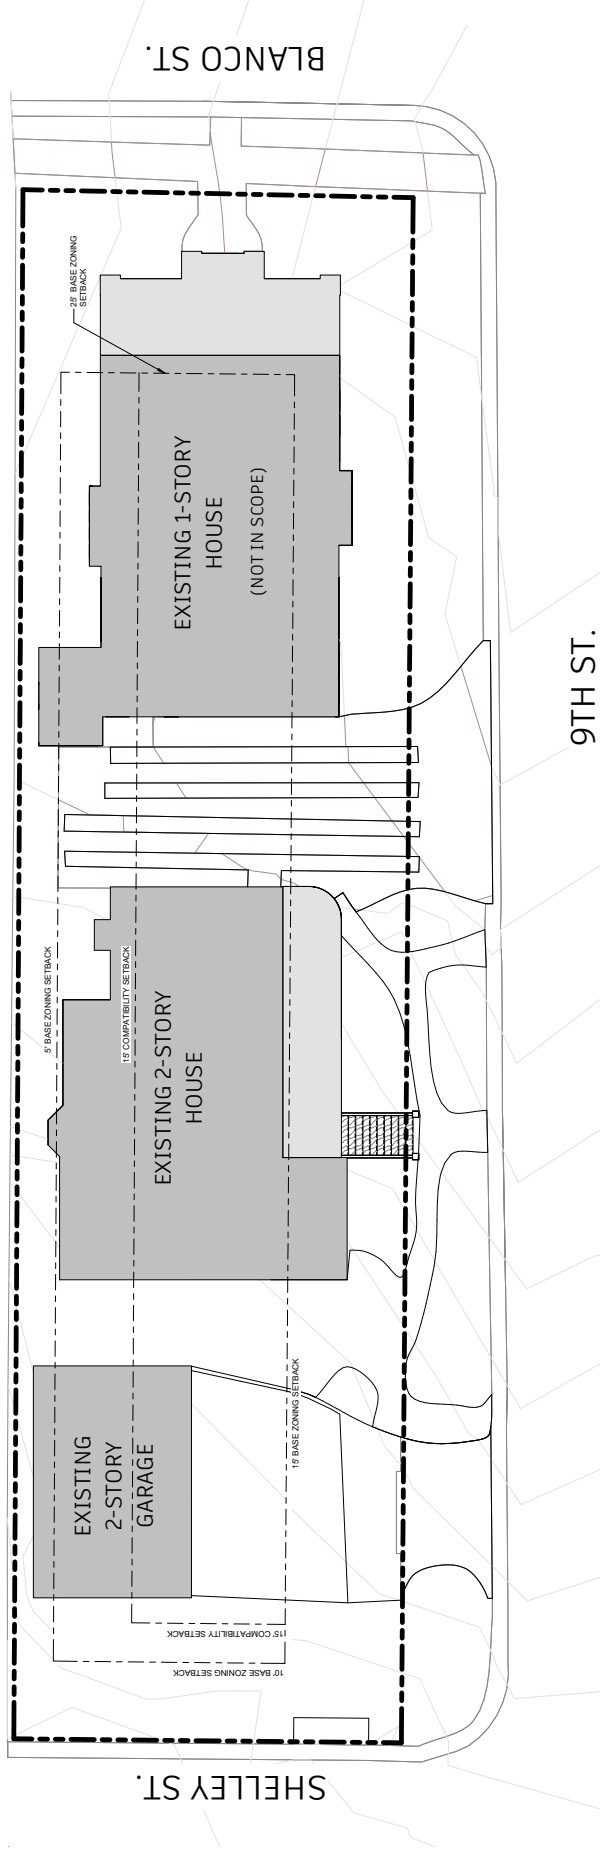 BLANCO ST.
25' BASE ZONING
SETBACK
EXISTING 1-STORY
HOUSE
(NOT IN SCOPE)
9TH ST.
5' BASE ZONING SETBACK
15' COMPATIBILITY SETBACK
EXISTING 2-STORY
HOUSE
15' BASE ZONING SETBACK
EXISTING
2-STORY
GARAGE
15' COMPATIBILITY SETBACK
10' BASE ZONING SETBACK
SHELLEY ST.